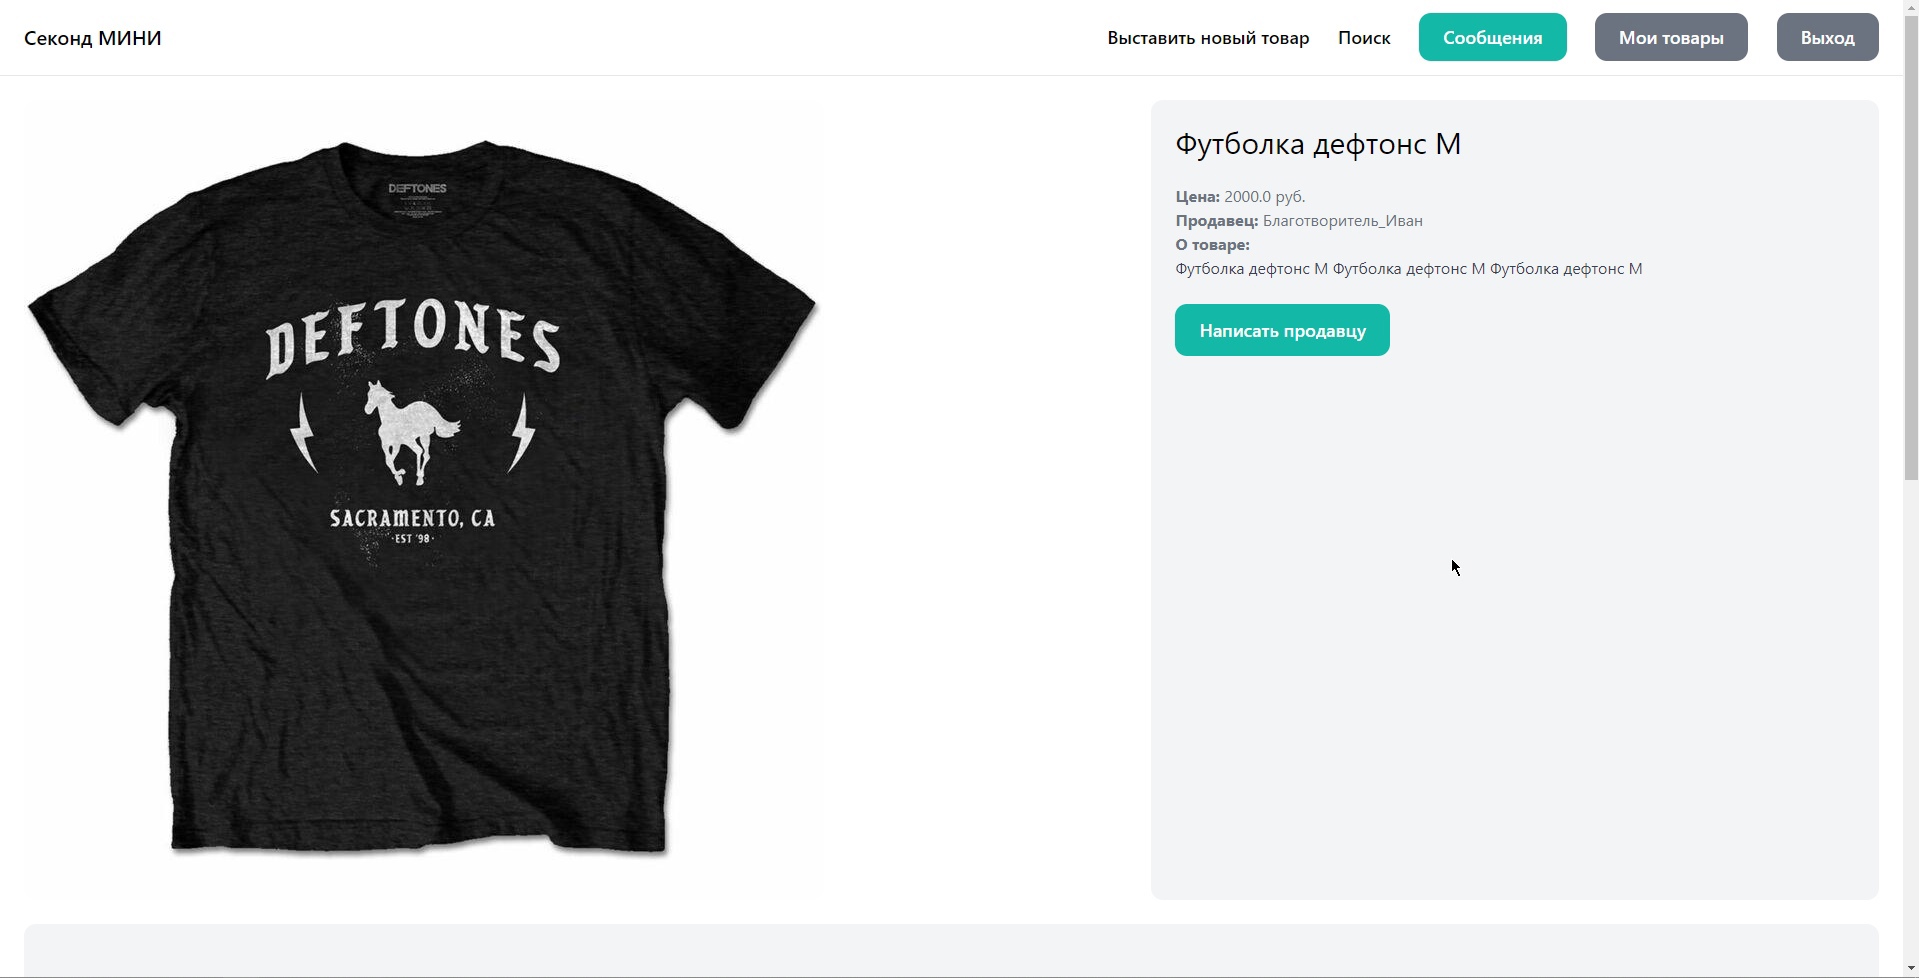 Секонд МИНИ
Выставить новый товар
Поиск
Сообщения
Мои товары
Выход
DEFTONES
DEFTONES
SACRAMENTO, CA
·EST '98·
Футболка дефтонс М
Цена: 2000.0 руб.
Продавец: Благотворитель_Иван
О товаре:
Футболка дефтонс М Футболка дефтонс М Футболка дефтонс М
Написать продавцу